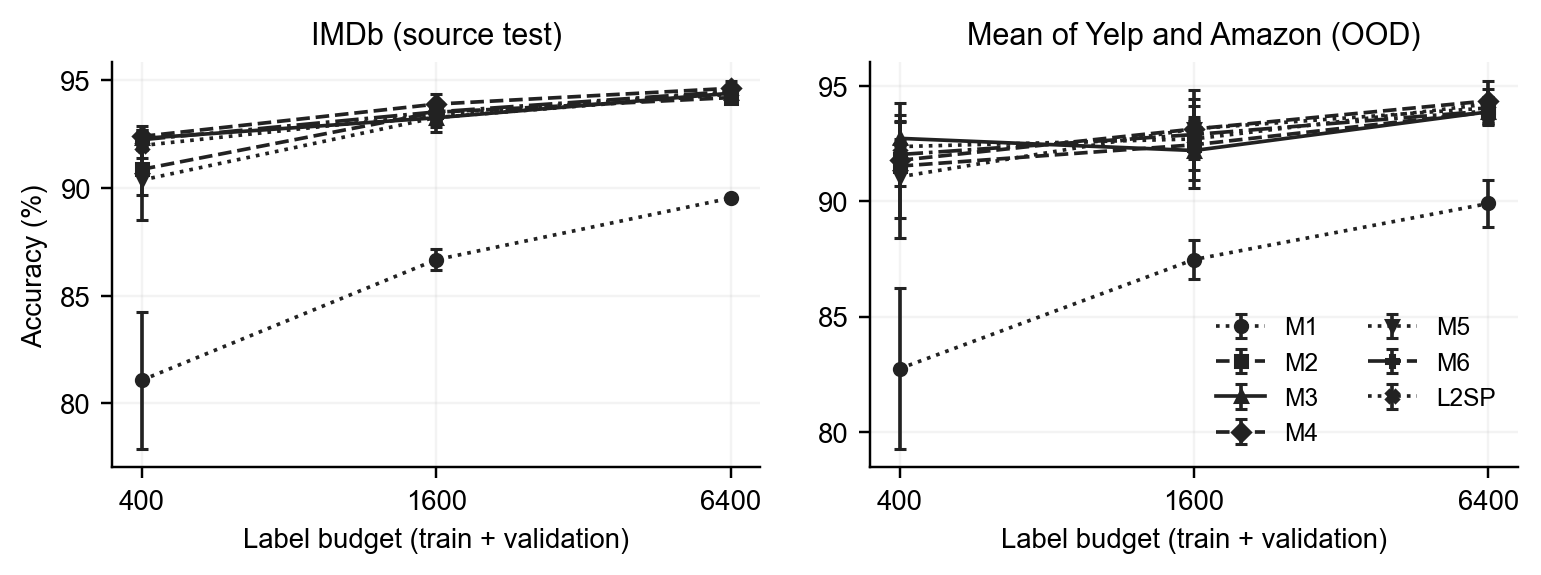 IMDb (source test)
Mean of Yelp and Amazon (OOD)
Accuracy (%)
95
90
85
80
400
1600
6400
Label budget (train + validation)
95
90
85
80
400
1600
6400
Label budget (train + validation)
M1
M2
M3
M4
M5
M6
L2SP